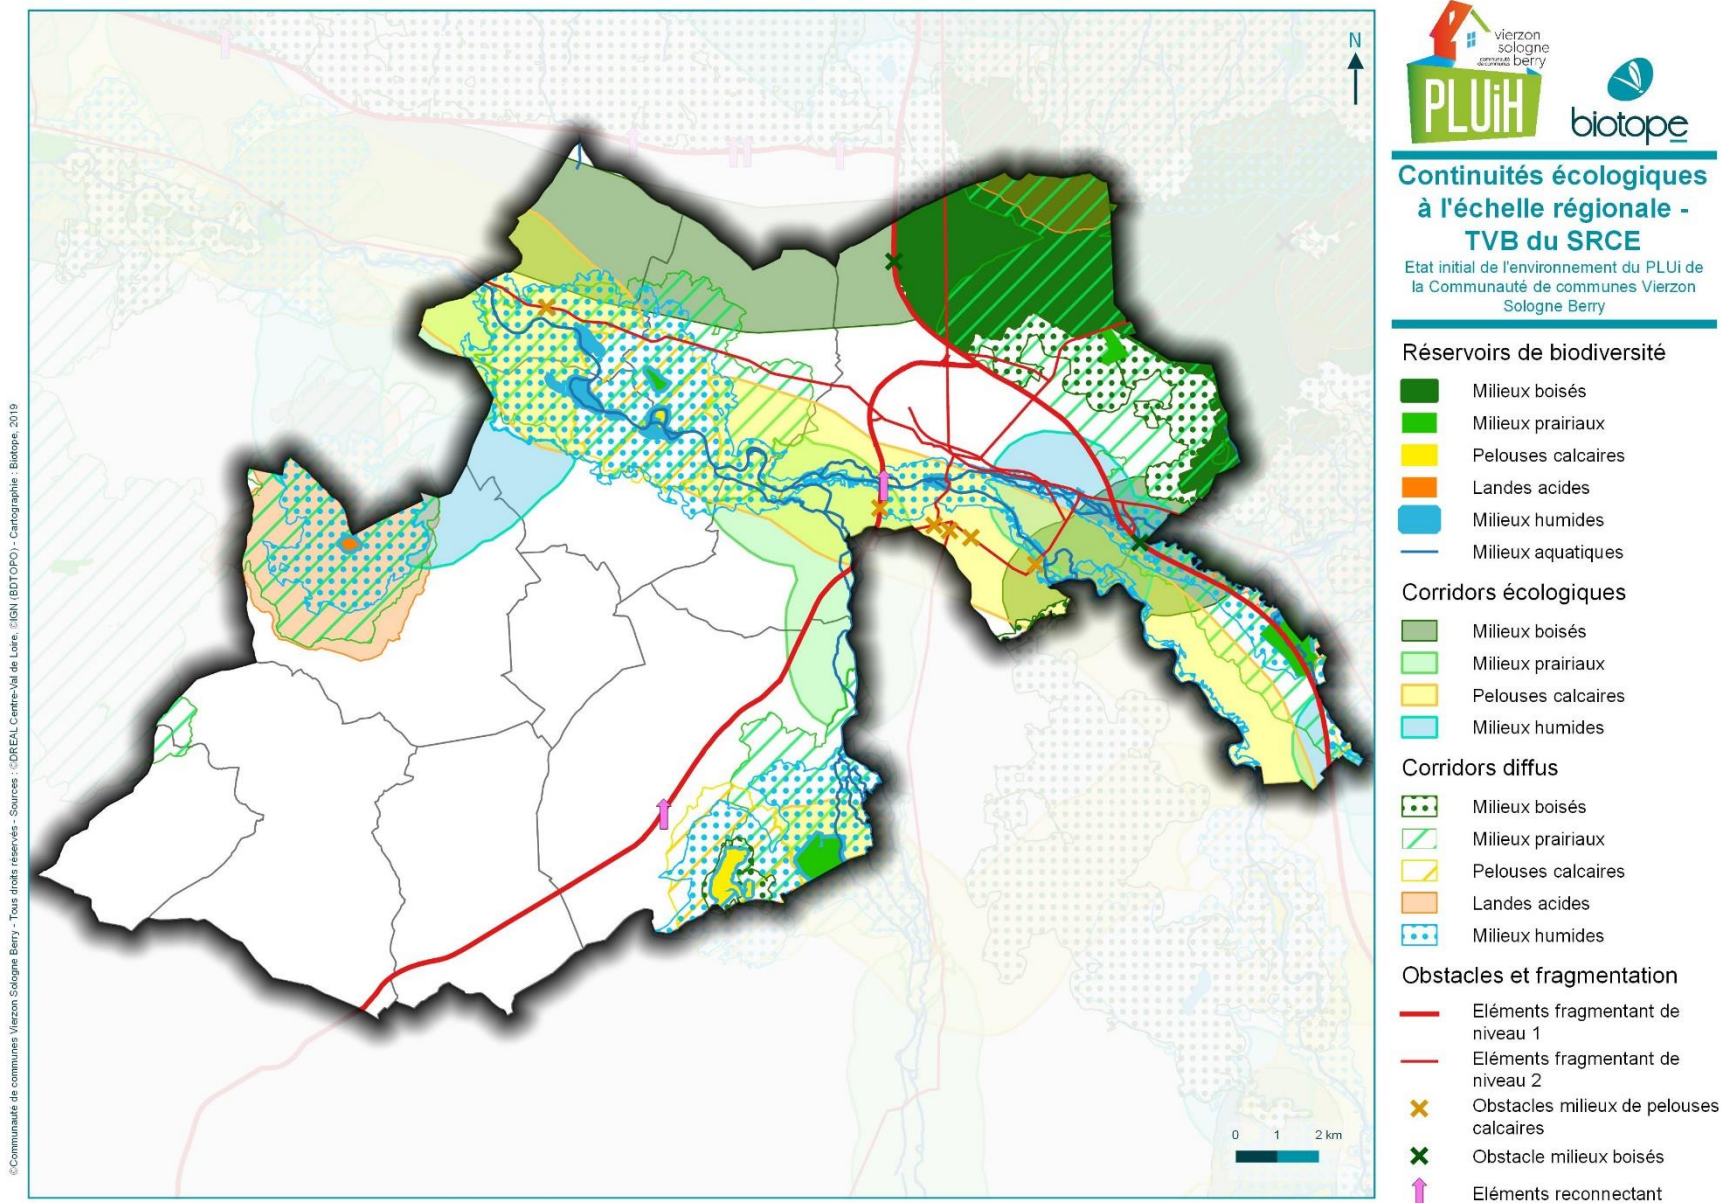 vierzon
sologne
berry
communauté
de communes
PLUiH
biotope
Continuités écologiques
à l'échelle régionale -
TVB du SRCE
Etat initial de l'environnement du PLUi de
la Communauté de communes Vierzon
Sologne Berry
Réservoirs de biodiversité
Milieux boisés
Milieux prairiaux
Pelouses calcaires
Landes acides
Milieux humides
Milieux aquatiques
Corridors écologiques
Milieux boisés
Milieux prairiaux
Pelouses calcaires
Milieux humides
Corridors diffus
Milieux boisés
Milieux prairiaux
Pelouses calcaires
Landes acides
Milieux humides
Obstacles et fragmentation
Eléments fragmentant de
niveau 1
Eléments fragmentant de
niveau 2
Obstacles milieux de pelouses
calcaires
Obstacle milieux boisés
Eléments reconnectant
N
0 1 2 km
©Communauté de communes Vierzon Sologne Berry - Tous droits réservés - Sources : ©DREAL Centre-Val de Loire, ©IGN (BDTOPO) - Cartographie : Biotope, 2019